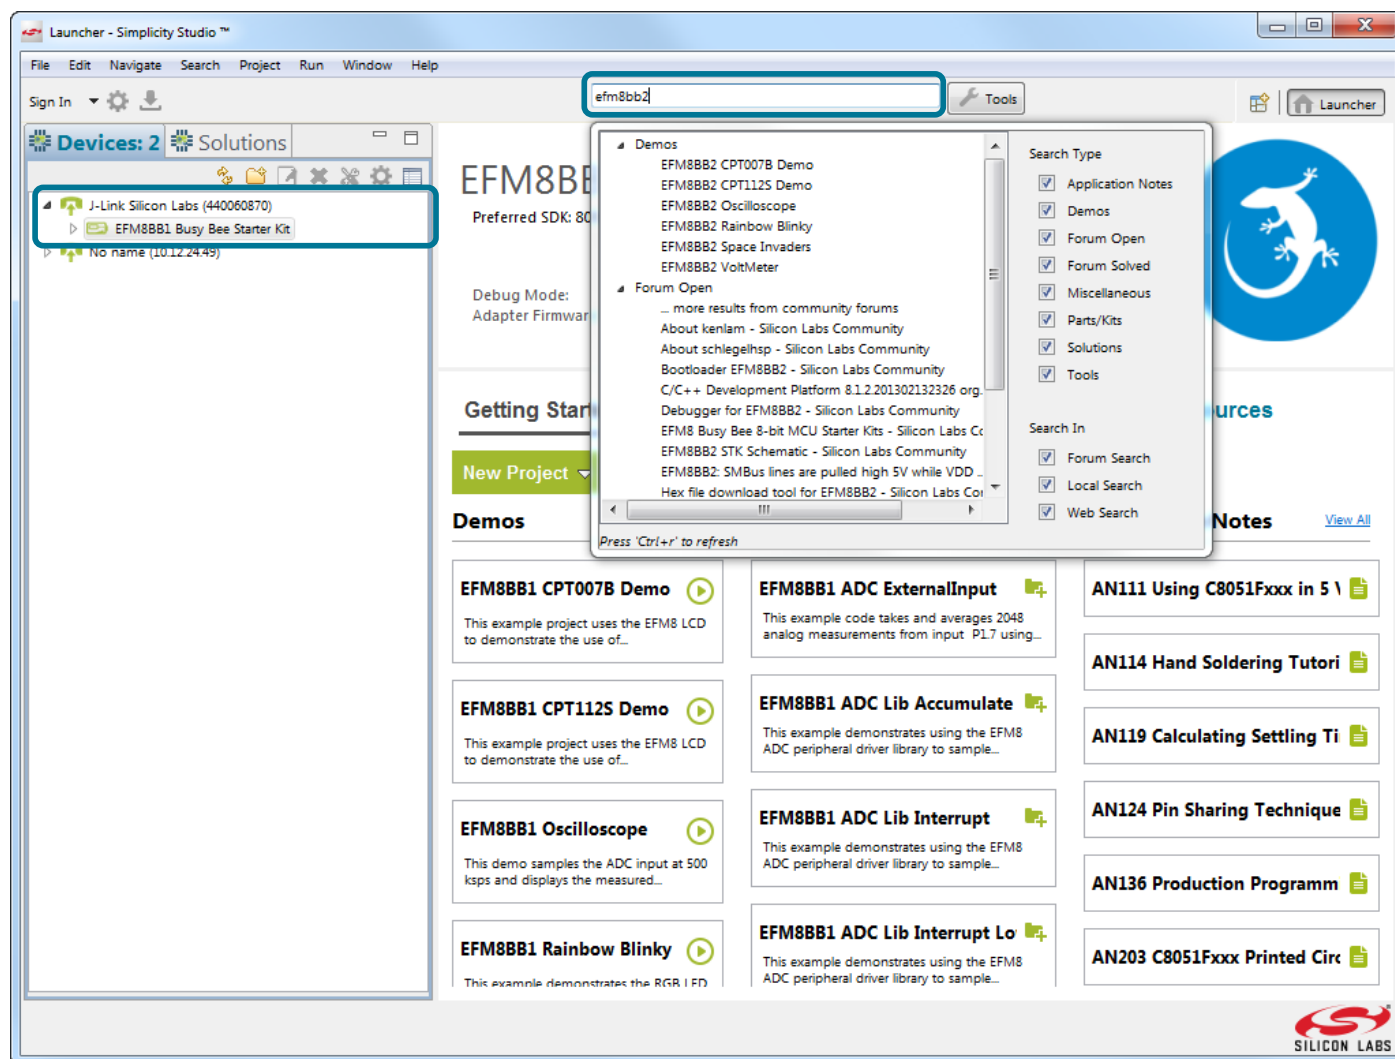 Launcher - Simplicity Studio ™
File Edit Navigate Search Project Run Window Help
Sign In
efm8bb2
Tools
Launcher
Devices: 2
Solutions
J-Link Silicon Labs (440060870)
EFM8BB1 Busy Bee Starter Kit
No name (10.12.24.49)
EFM8BB
Preferred SDK: 80
Debug Mode:
Adapter Firmwar
Demos
EFM8BB2 CPT007B Demo
EFM8BB2 CPT112S Demo
EFM8BB2 Oscilloscope
EFM8BB2 Rainbow Blinky
EFM8BB2 Space Invaders
EFM8BB2 VoltMeter
Forum Open
... more results from community forums
About kenlam - Silicon Labs Community
About schlegelhsp - Silicon Labs Community
Bootloader EFM8BB2 - Silicon Labs Community
C/C++ Development Platform 8.1.2.201302132326 org.
Debugger for EFM8BB2 - Silicon Labs Community
EFM8 Busy Bee 8-bit MCU Starter Kits - Silicon Labs Co
EFM8BB2 STK Schematic - Silicon Labs Community
EFM8BB2: SMBus lines are pulled high 5V while VDD ...
Hex file download tool for EFM8BB2 - Silicon Labs Cor
Press 'Ctrl+r' to refresh
Search Type
Application Notes
Demos
Forum Open
Forum Solved
Miscellaneous
Parts/Kits
Solutions
Tools
Search In
Forum Search
Local Search
Web Search
Getting Start
urces
New Project
Demos
Notes
View All
EFM8BB1 CPT007B Demo
This example project uses the EFM8 LCD
to demonstrate the use of...
EFM8BB1 CPT112S Demo
This example project uses the EFM8 LCD
to demonstrate the use of...
EFM8BB1 Oscilloscope
This demo samples the ADC input at 500
ksps and displays the measured...
EFM8BB1 Rainbow Blinky
This example demonstrates the RGB LED
EFM8BB1 ADC ExternalInput
This example code takes and averages 2048
analog measurements from input P1.7 using...
EFM8BB1 ADC Lib Accumulate
This example demonstrates using the EFM8
ADC peripheral driver library to sample...
EFM8BB1 ADC Lib Interrupt
This example demonstrates using the EFM8
ADC peripheral driver library to sample...
EFM8BB1 ADC Lib Interrupt Lo
This example demonstrates using the EFM8
ADC peripheral driver library to sample...
AN111 Using C8051Fxxx in 5 V
AN114 Hand Soldering Tutori
AN119 Calculating Settling Ti
AN124 Pin Sharing Technique
AN136 Production Programm
AN203 C8051Fxxx Printed Circ
SILICON LABS